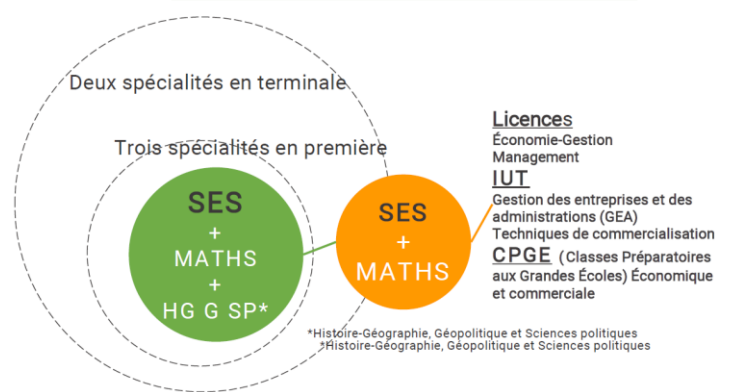 Deux spécialités en terminale
Trois spécialités en première
SES
+
MATHS
+
HG G SP*
SES
+
MATHS
Licences
Économie-Gestion
Management
IUT
Gestion des entreprises et des
administrations (GEA)
Techniques de commercialisation
CPGE (Classes Préparatoires
aux Grandes Écoles) Économique
et commerciale
*Histoire-Géographie, Géopolitique et Sciences politiques
*Histoire-Géographie, Géopolitique et Sciences politiques